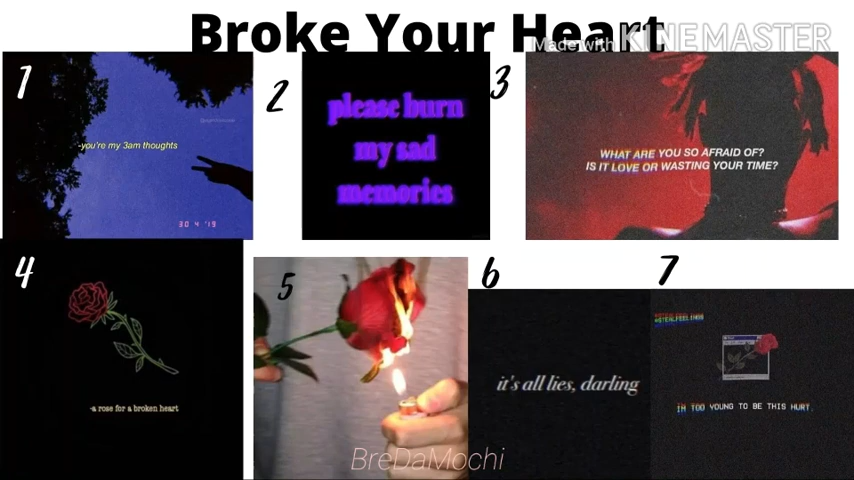 Broke Your Heart
Made with KINEMASTER
1
2
3
-you're my 3am thoughts
30 4 '19
please burn
my sad
memories
WHAT ARE YOU SO AFRAID OF?
IS IT LOVE OR WASTING YOUR TIME?
4
5
6
7
-a rose for a broken heart
it's all lies, darling
#STEALFEELINGS
IM TOO YOUNG TO BE THIS HURT.
BreDaMochi